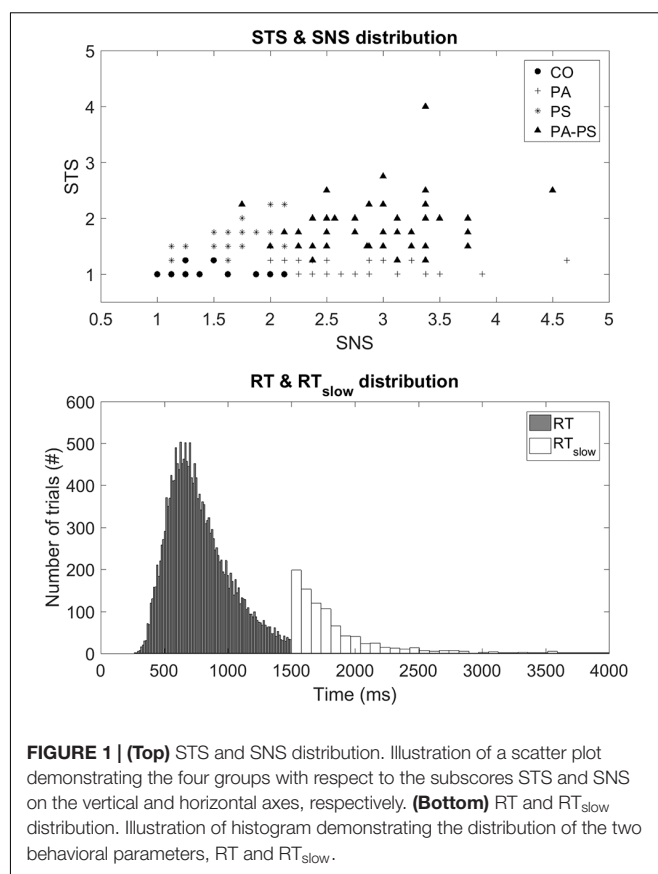 STS & SNS distribution
5
4
3
2
1
STS
CO
PA
PS
PA-PS
0.5 1 1.5 2 2.5 3 3.5 4 4.5 5
SNS
RT & RTslow distribution
600
500
400
300
200
100
0
Number of trials (#)
RT
RTslow
0 500 1000 1500 2000 2500 3000 3500 4000
Time (ms)
FIGURE 1 | (Top) STS and SNS distribution. Illustration of a scatter plot
demonstrating the four groups with respect to the subscores STS and SNS
on the vertical and horizontal axes, respectively. (Bottom) RT and RTslow
distribution. Illustration of histogram demonstrating the distribution of the two
behavioral parameters, RT and RTslow.